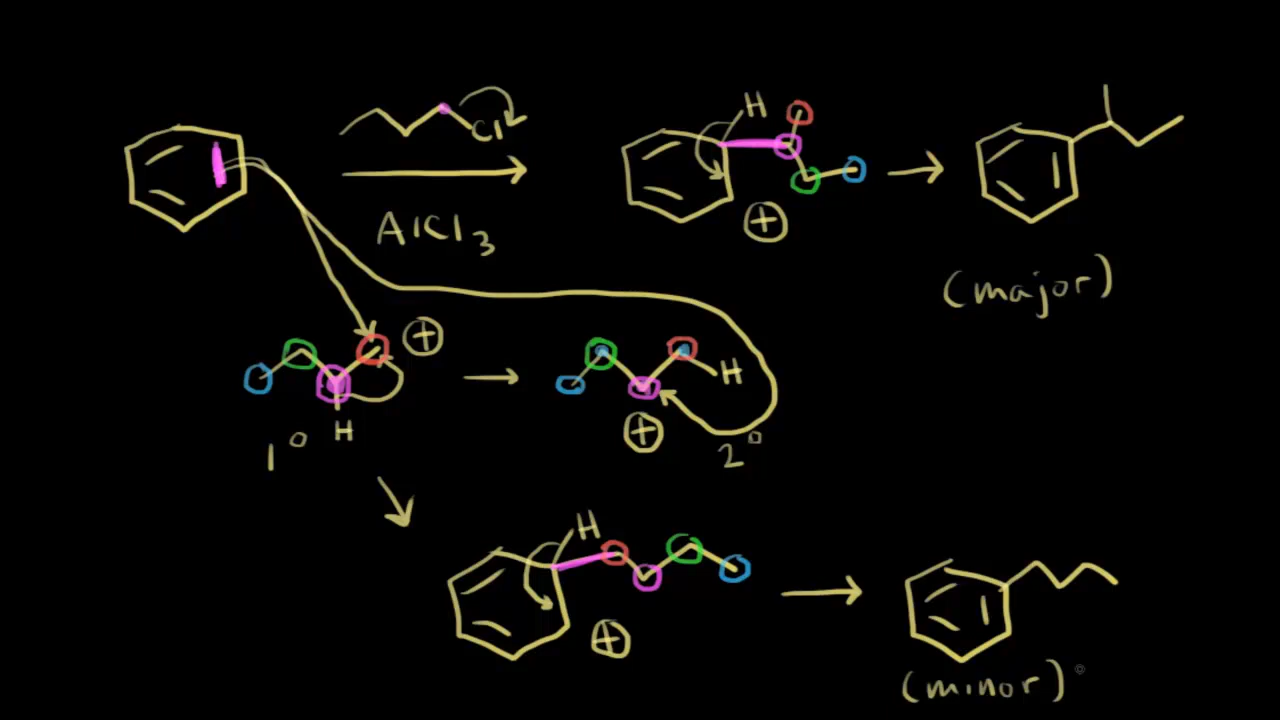 H
Cl
AlCl3
+
(major)
+
H
H
+
1°
2°
H
+
(minor)